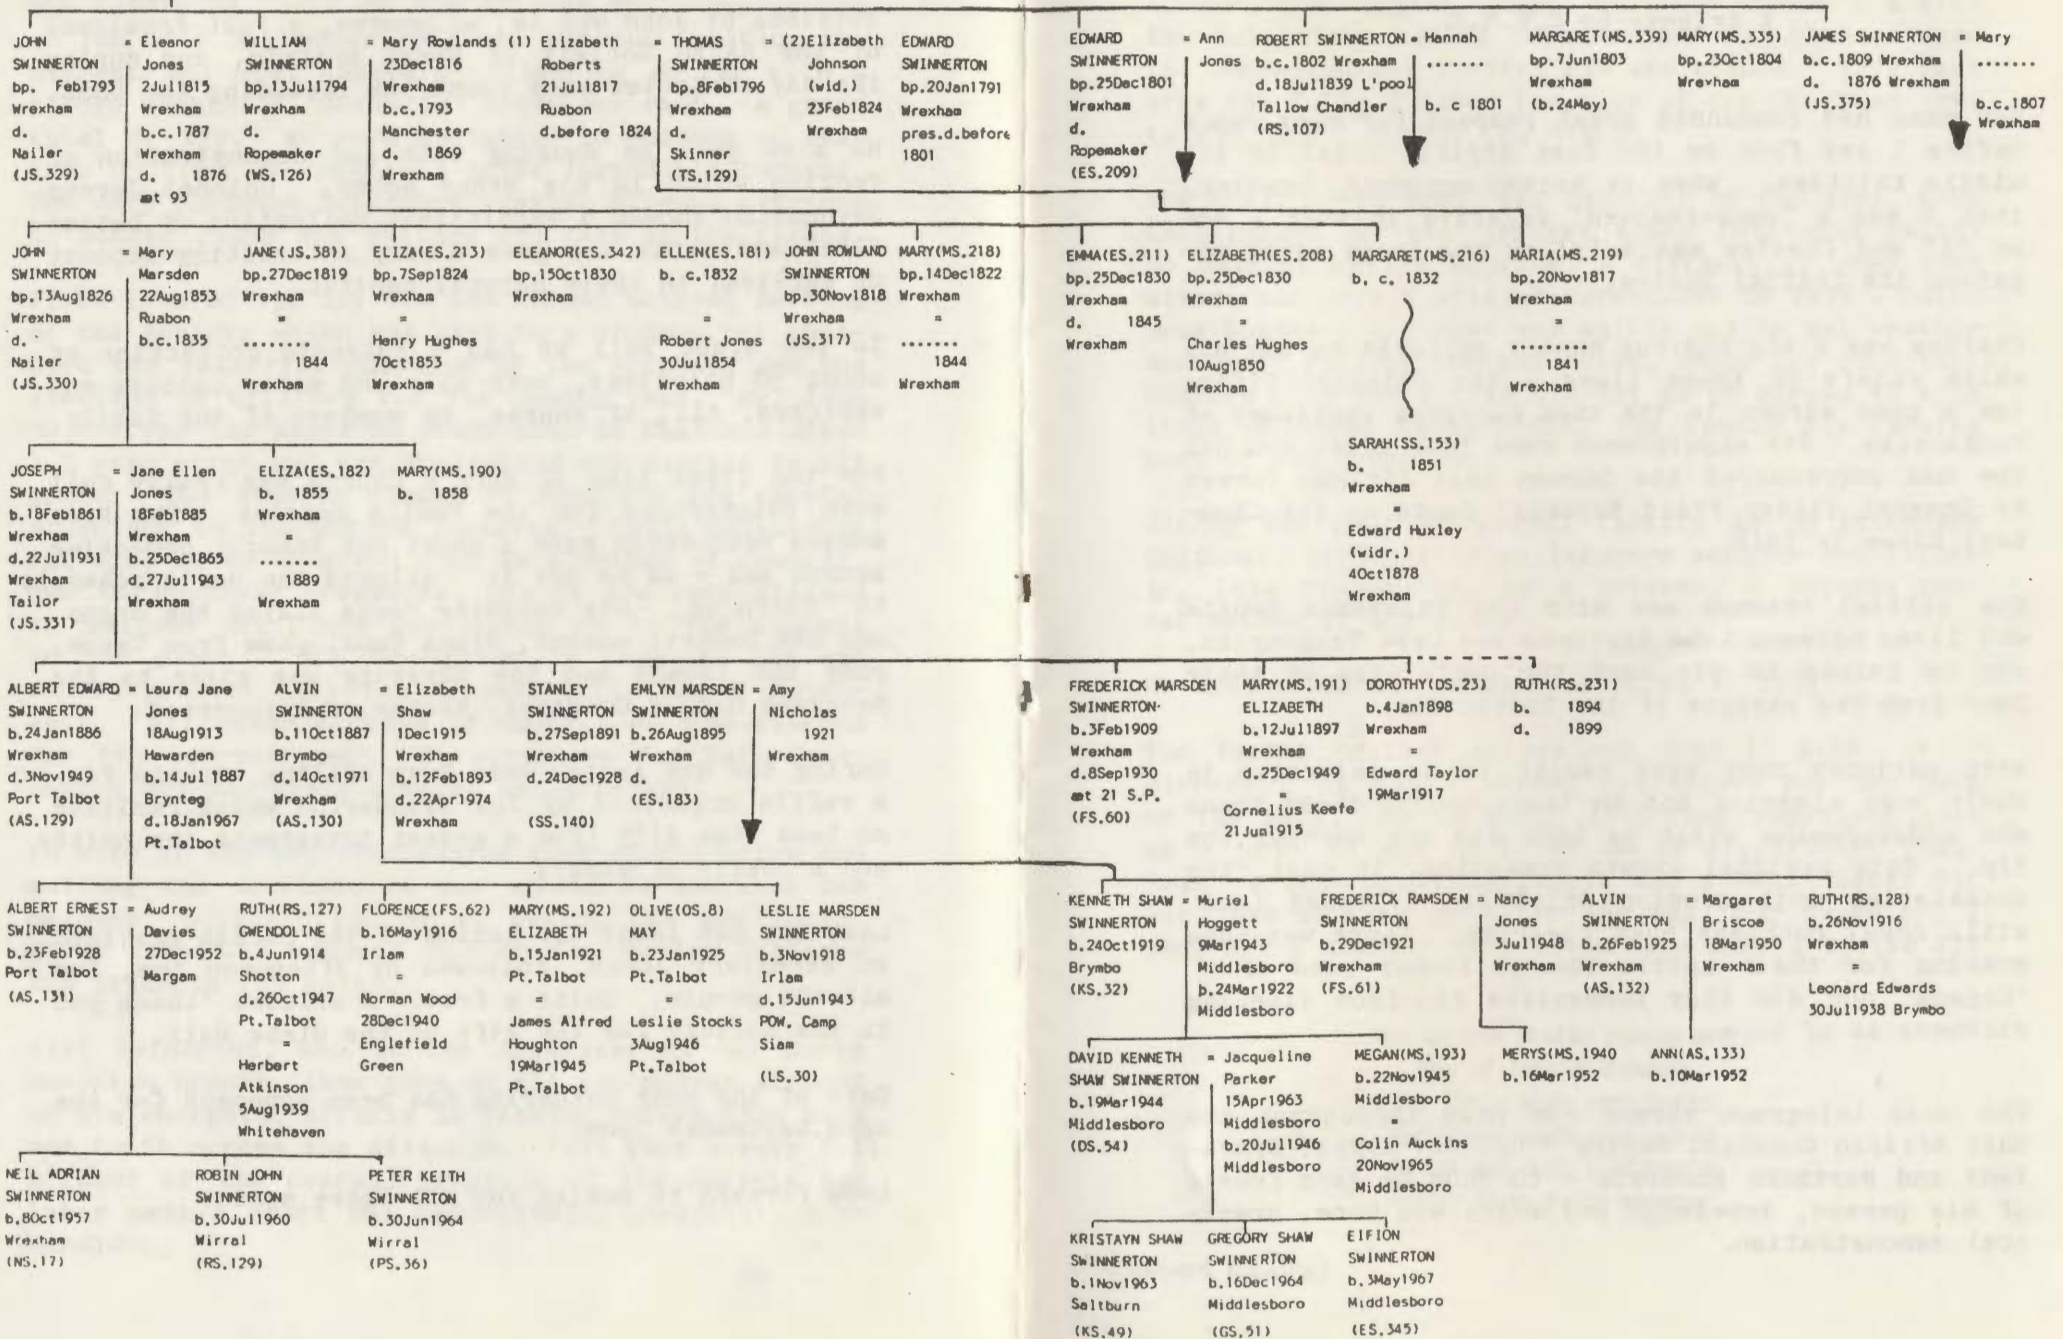 JOHN
SWINNERTON
bp. Feb1793
Wrexham
d.
Nailer
(JS.329)
= Eleanor
Jones
2Jul1815
Wrexham
b.c.1787
Wrexham
d. 1876
æt 93
WILLIAM
SWINNERTON
bp.13Jul1794
Wrexham
d.
Ropemaker
(WS.126)
= Mary Rowlands
23Dec1816
Wrexham
b.c.1793
Manchester
d. 1869
Wrexham
(1) Elizabeth
Roberts
21Jul1817
Ruabon
d.before 1824
= THOMAS
SWINNERTON
bp.8Feb1796
Wrexham
d.
Skinner
(TS.129)
= (2)Elizabeth
Johnson
(wid.)
23Feb1824
Wrexham
EDWARD
SWINNERTON
bp.20Jan1791
Wrexham
pres.d.before
1801
EDWARD
SWINNERTON
bp.25Dec1801
Wrexham
d.
Ropemaker
(ES.209)
= Ann
Jones
ROBERT SWINNERTON
b.c.1802 Wrexham
d.18Jul1839 L'pool
Tallow Chandler
(RS.107)
= Hannah
.......
b. c 1801
MARGARET(MS.339)
bp.7Jun1803
Wrexham
(b.24May)
MARY(MS.335)
bp.23Oct1804
Wrexham
JAMES SWINNERTON
b.c.1809 Wrexham
d. 1876 Wrexham
(JS.375)
= Mary
.......
b.c.1807
Wrexham
JOHN
SWINNERTON
bp.13Aug1826
Wrexham
d.
Nailer
(JS.330)
= Mary
Marsden
22Aug1853
Ruabon
b.c.1835
JANE(JS.38))
bp.27Dec1819
Wrexham
=
........
1844
Wrexham
ELIZA(ES.213)
bp.7Sep1824
Wrexham
=
Henry Hughes
7Oct1853
Wrexham
ELEANOR(ES.342)
bp.15Oct1830
Wrexham
ELLEN(ES.181)
b. c.1832
=
Robert Jones
30Jul1854
Wrexham
JOHN ROWLAND
SWINNERTON
bp.30Nov1818
Wrexham
(JS.317)
MARY(MS.218)
bp.14Dec1822
Wrexham
=
.......
1844
Wrexham
EMMA(ES.211)
bp.25Dec1830
Wrexham
d. 1845
Wrexham
ELIZABETH(ES.208)
bp.25Dec1830
Wrexham
=
Charles Hughes
10Aug1850
Wrexham
MARGARET(MS.216)
b. c. 1832
MARIA(MS.219)
bp.20Nov1817
Wrexham
=
.........
1841
Wrexham
SARAH(SS.153)
b. 1851
Wrexham
=
Edward Huxley
(widr.)
4Oct1878
Wrexham
JOSEPH
SWINNERTON
b.18Feb1861
Wrexham
d.22Jul1931
Wrexham
Tailor
(JS.331)
= Jane Ellen
Jones
18Feb1885
Wrexham
b.25Dec1865
d.27Jul1943
Wrexham
ELIZA(ES.182)
b. 1855
Wrexham
=
.......
1889
Wrexham
MARY(MS.190)
b. 1858
ALBERT EDWARD
SWINNERTON
b.24Jan1886
Wrexham
d.3Nov1949
Port Talbot
(AS.129)
= Laura Jane
Jones
18Aug1913
Hawarden
b.14Jul 1887
Brynteg
d.18Jan1967
Pt.Talbot
ALVIN
SWINNERTON
b.11Oct1887
Brymbo
d.14Oct1971
Wrexham
(AS.130)
= Elizabeth
Shaw
1Dec1915
Wrexham
b.12Feb1893
d.22Apr1974
Wrexham
STANLEY
SWINNERTON
b.27Sep1891
Wrexham
d.24Dec1928
(SS.140)
EMLYN MARSDEN
SWINNERTON
b.26Aug1895
Wrexham
d.
(ES.183)
= Amy
Nicholas
1921
Wrexham
FREDERICK MARSDEN
SWINNERTON
b.3Feb1909
Wrexham
d.8Sep1930
æt 21 S.P.
(FS.60)
MARY(MS.191)
ELIZABETH
b.12Jul1897
Wrexham
d.25Dec1949
=
Cornelius Keefe
21Jun1915
DOROTHY(DS.23)
b.4Jan1898
Wrexham
=
Edward Taylor
19Mar1917
RUTH(RS.231)
b. 1894
d. 1899
ALBERT ERNEST
SWINNERTON
b.23Feb1928
Port Talbot
(AS.131)
= Audrey
Davies
27Dec1952
Margam
RUTH(RS.127)
GWENDOLINE
b.4Jun1914
Shotton
d.26Oct1947
Pt.Talbot
=
Herbert
Atkinson
5Aug1939
Whitehaven
FLORENCE(FS.62)
b.16May1916
Irlam
=
Norman Wood
28Dec1940
Englefield
Green
MARY(MS.192)
ELIZABETH
b.15Jan1921
Pt.Talbot
=
James Alfred
Houghton
19Mar1945
Pt.Talbot
OLIVE(OS.8)
MAY
b.23Jan1925
Pt.Talbot
=
Leslie Stocks
3Aug1946
Pt.Talbot
LESLIE MARSDEN
SWINNERTON
b.3Nov1918
Irlam
d.15Jun1943
POW. Camp
Siam
(LS.30)
KENNETH SHAW
SWINNERTON
b.24Oct1919
Brymbo
(KS.32)
= Muriel
Hoggett
9Mar1943
Middlesboro
b.24Mar1922
Middlesboro
FREDERICK RAMSDEN
SWINNERTON
b.29Dec1921
Wrexham
(FS.61)
= Nancy
Jones
3Jul1948
Wrexham
ALVIN
SWINNERTON
b.26Feb1925
Wrexham
(AS.132)
= Margaret
Briscoe
18Mar1950
Wrexham
RUTH(RS.128)
b.26Nov1916
Wrexham
=
Leonard Edwards
30Jul1938 Brymbo
DAVID KENNETH
SHAW SWINNERTON
b.19Mar1944
Middlesboro
(DS.54)
= Jacqueline
Parker
15Apr1963
Middlesboro
b.20Jul1946
Middlesboro
MEGAN(MS.193)
b.22Nov1945
Middlesboro
=
Colin Auckins
20Nov1965
Middlesboro
MERYS(MS.1940
b.16Mar1952
ANN(AS.133)
b.10Mar1952
NEIL ADRIAN
SWINNERTON
b.8Oct1957
Wrexham
(NS.17)
ROBIN JOHN
SWINNERTON
b.30Jul1960
Wirral
(RS.129)
PETER KEITH
SWINNERTON
b.30Jun1964
Wirral
(PS.36)
KRISTAYN SHAW
SWINNERTON
b.1Nov1963
Saltburn
(KS.49)
GREGORY SHAW
SWINNERTON
b.16Dec1964
Middlesboro
(GS.51)
EIFION
SWINNERTON
b.3May1967
Middlesboro
(ES.345)